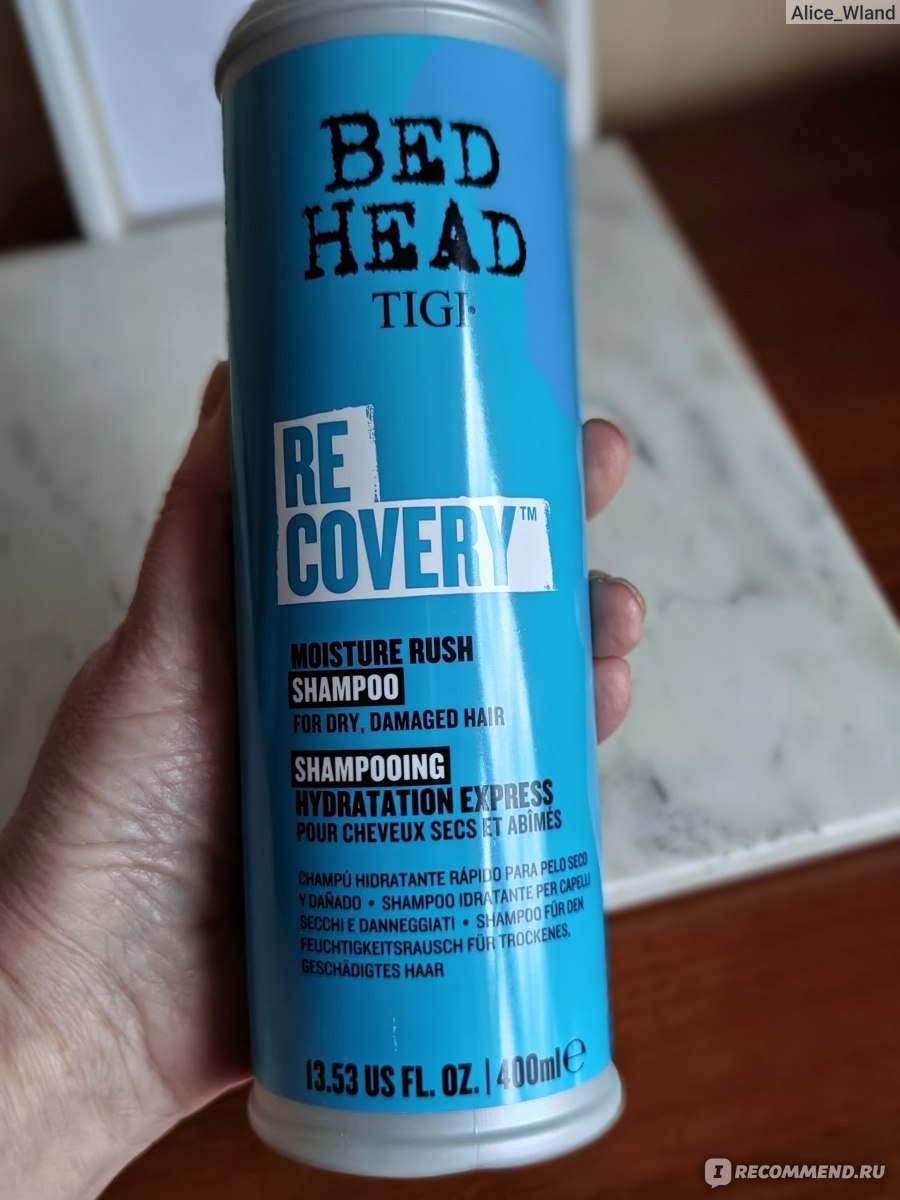 Alice_Wland
BED
HEAD
TIGI
RE
COVERY™
MOISTURE RUSH
SHAMPOO
FOR DRY, DAMAGED HAIR
SHAMPOOING
HYDRATATION EXPRESS
POUR CHEVEUX SECS ET ABÎMÉS
CHAMPÚ HIDRATANTE RÁPIDO PARA PELO SECO
Y DAÑADO • SHAMPOO IDRATANTE PER CAPELLI
SECCHI E DANNEGGIATI • SHAMPOO FÜR DEN
FEUCHTIGKEITSRAUSCH FÜR TROCKENES,
GESCHÄDIGTES HAAR
13.53 US FL. OZ. | 400ml ℮
IRECOMMEND.RU